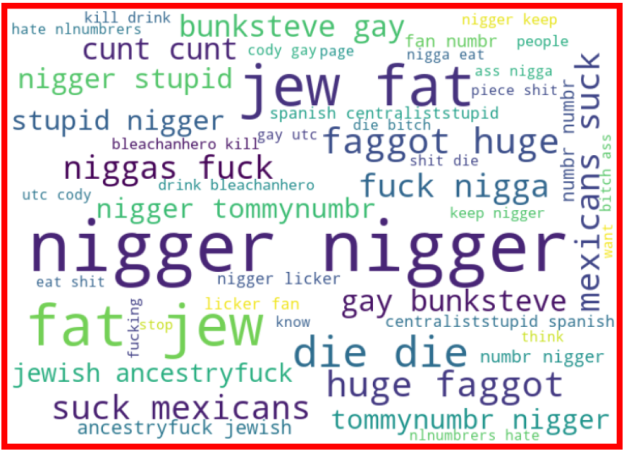 kill drink
bunksteve gay
nigger keep
hate nlnumbrers
cunt cunt
cody gay
page
fan numbr
people
nigga eat
nigger stupid
jew fat
ass nigga
piece shit
mexicans suck
numbr numbr
spanish centraliststupid
stupid nigger
die bitch
gay utc
faggot huge
bleachanhero kill
shit die
niggas fuck
bitch ass
drink bleachanhero
fuck nigga
utc cody
nigger tommynumbr
keep nigger
want
nigger nigger
eat shit
nigger licker
gay bunksteve
fat jew
fucking
stop
licker fan
know
centraliststupid spanish
think
die die
numbr nigger
jewish ancestryfuck
huge faggot
suck mexicans
tommynumbr nigger
ancestryfuck jewish
nlnumbrers hate